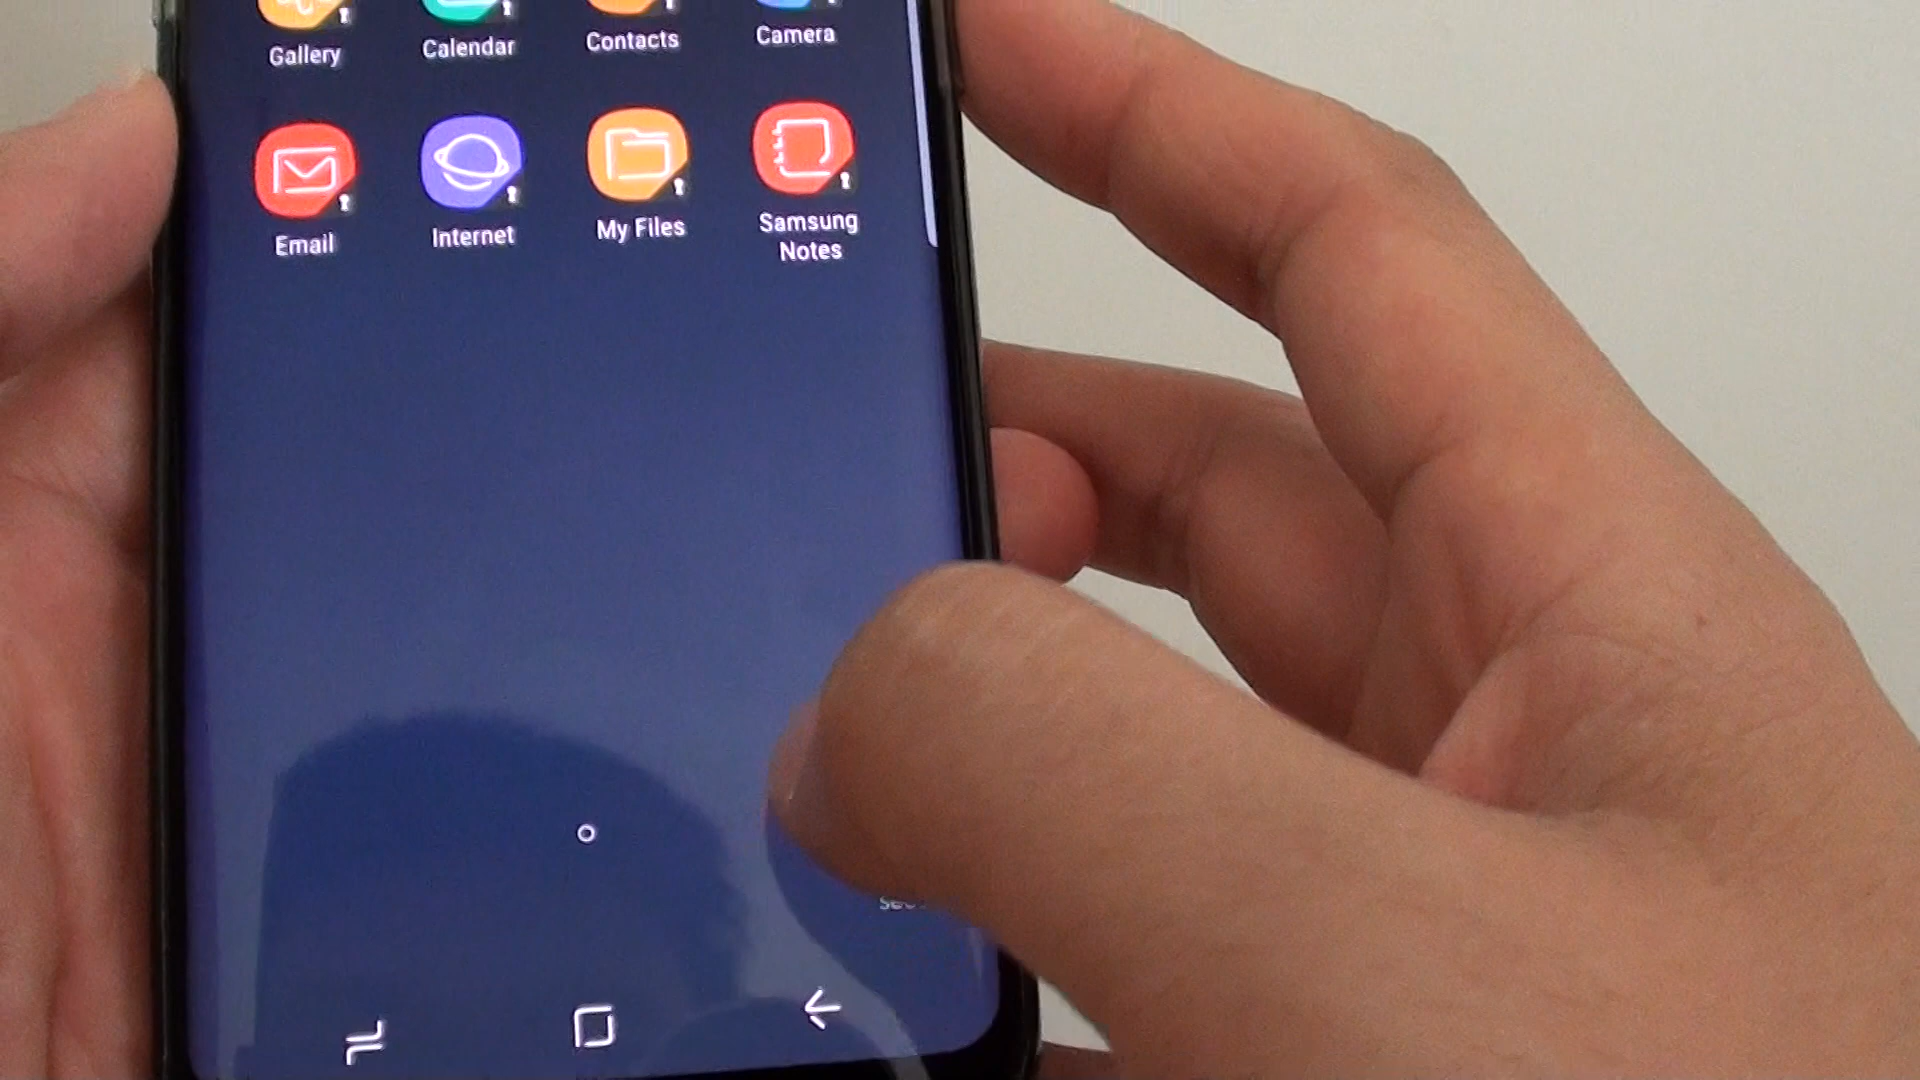 Gallery
Calendar
Contacts
Camera
Email
Internet
My Files
Samsung
Notes